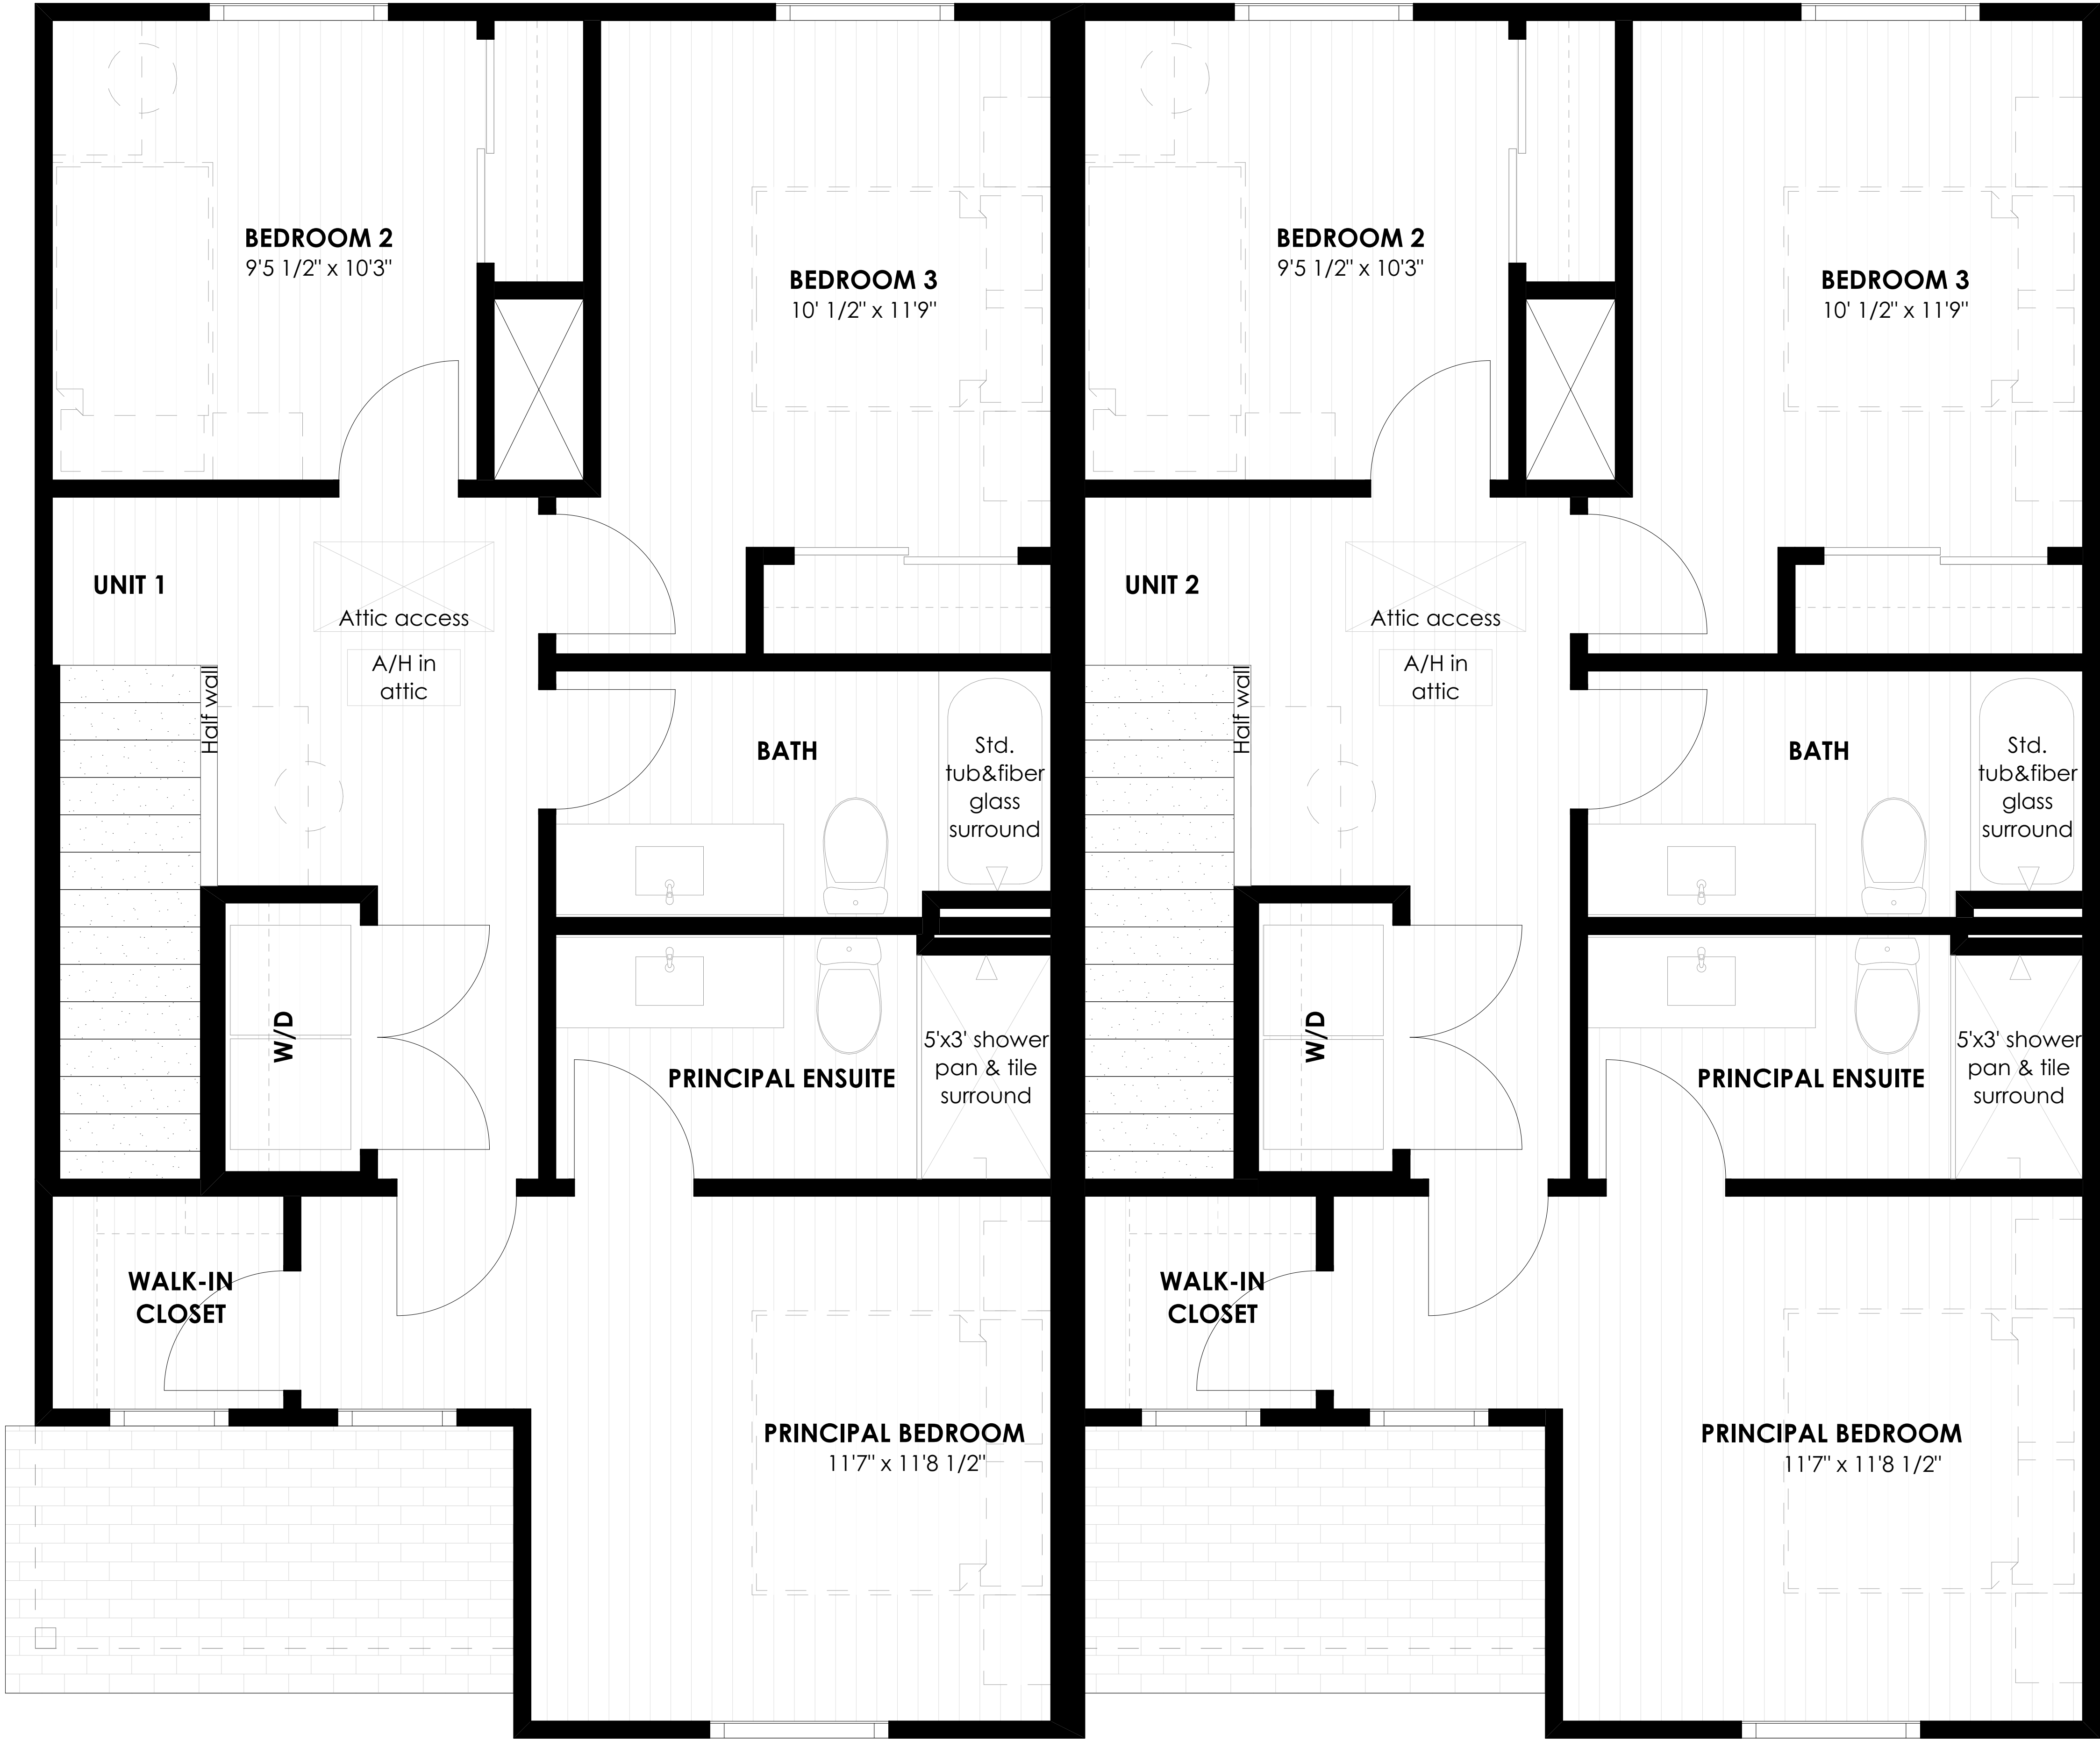 BEDROOM 2
9'5 1/2" x 10'3"
BEDROOM 3
10' 1/2" x 11'9"
UNIT 1
Attic access
A/H in
attic
Half wall
BATH
Std.
tub&fiber
glass
surround
W/D
PRINCIPAL ENSUITE
5'x3' shower
pan & tile
surround
WALK-IN
CLOSET
PRINCIPAL BEDROOM
11'7" x 11'8 1/2"
BEDROOM 2
9'5 1/2" x 10'3"
BEDROOM 3
10' 1/2" x 11'9"
UNIT 2
Attic access
A/H in
attic
Half wall
BATH
Std.
tub&fiber
glass
surround
W/D
PRINCIPAL ENSUITE
5'x3' shower
pan & tile
surround
WALK-IN
CLOSET
PRINCIPAL BEDROOM
11'7" x 11'8 1/2"